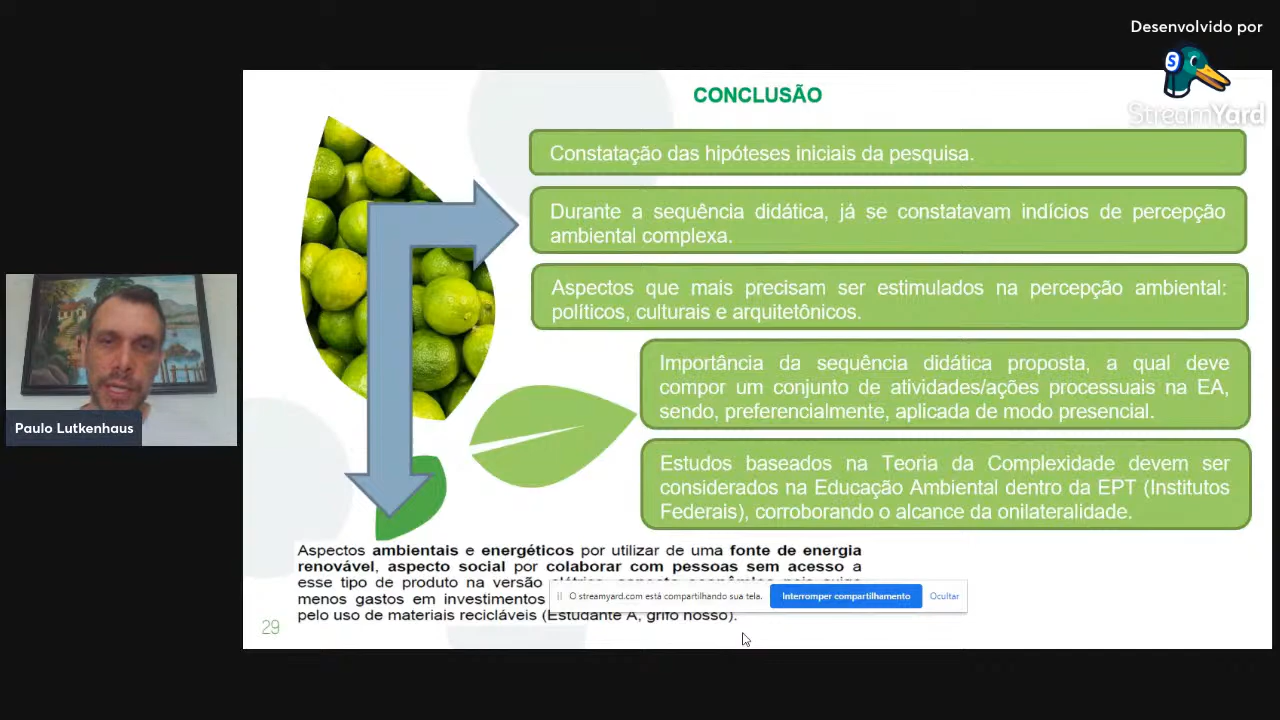 Desenvolvido por
S
StreamYard
CONCLUSÃO
Constatação das hipóteses iniciais da pesquisa.
Durante a sequência didática, já se constatavam indícios de percepção
ambiental complexa.
Aspectos que mais precisam ser estimulados na percepção ambiental:
políticos, culturais e arquitetônicos.
Importância da sequência didática proposta, a qual deve
compor um conjunto de atividades/ações processuais na EA,
sendo, preferencialmente, aplicada de modo presencial.
Paulo Lutkenhaus
Estudos baseados na Teoria da Complexidade devem ser
considerados na Educação Ambiental dentro da EPT (Institutos
Federais), corroborando o alcance da onilateralidade.
Aspectos ambientais e energéticos por utilizar de uma fonte de energia
renovável, aspecto social por colaborar com pessoas sem acesso a
esse tipo de produto na versão
menos gastos em investimentos
pelo uso de materiais recicláveis (Estudante A, grifo nosso).
O streamyard.com está compartilhando sua tela. Interromper compartilhamento Ocultar
29